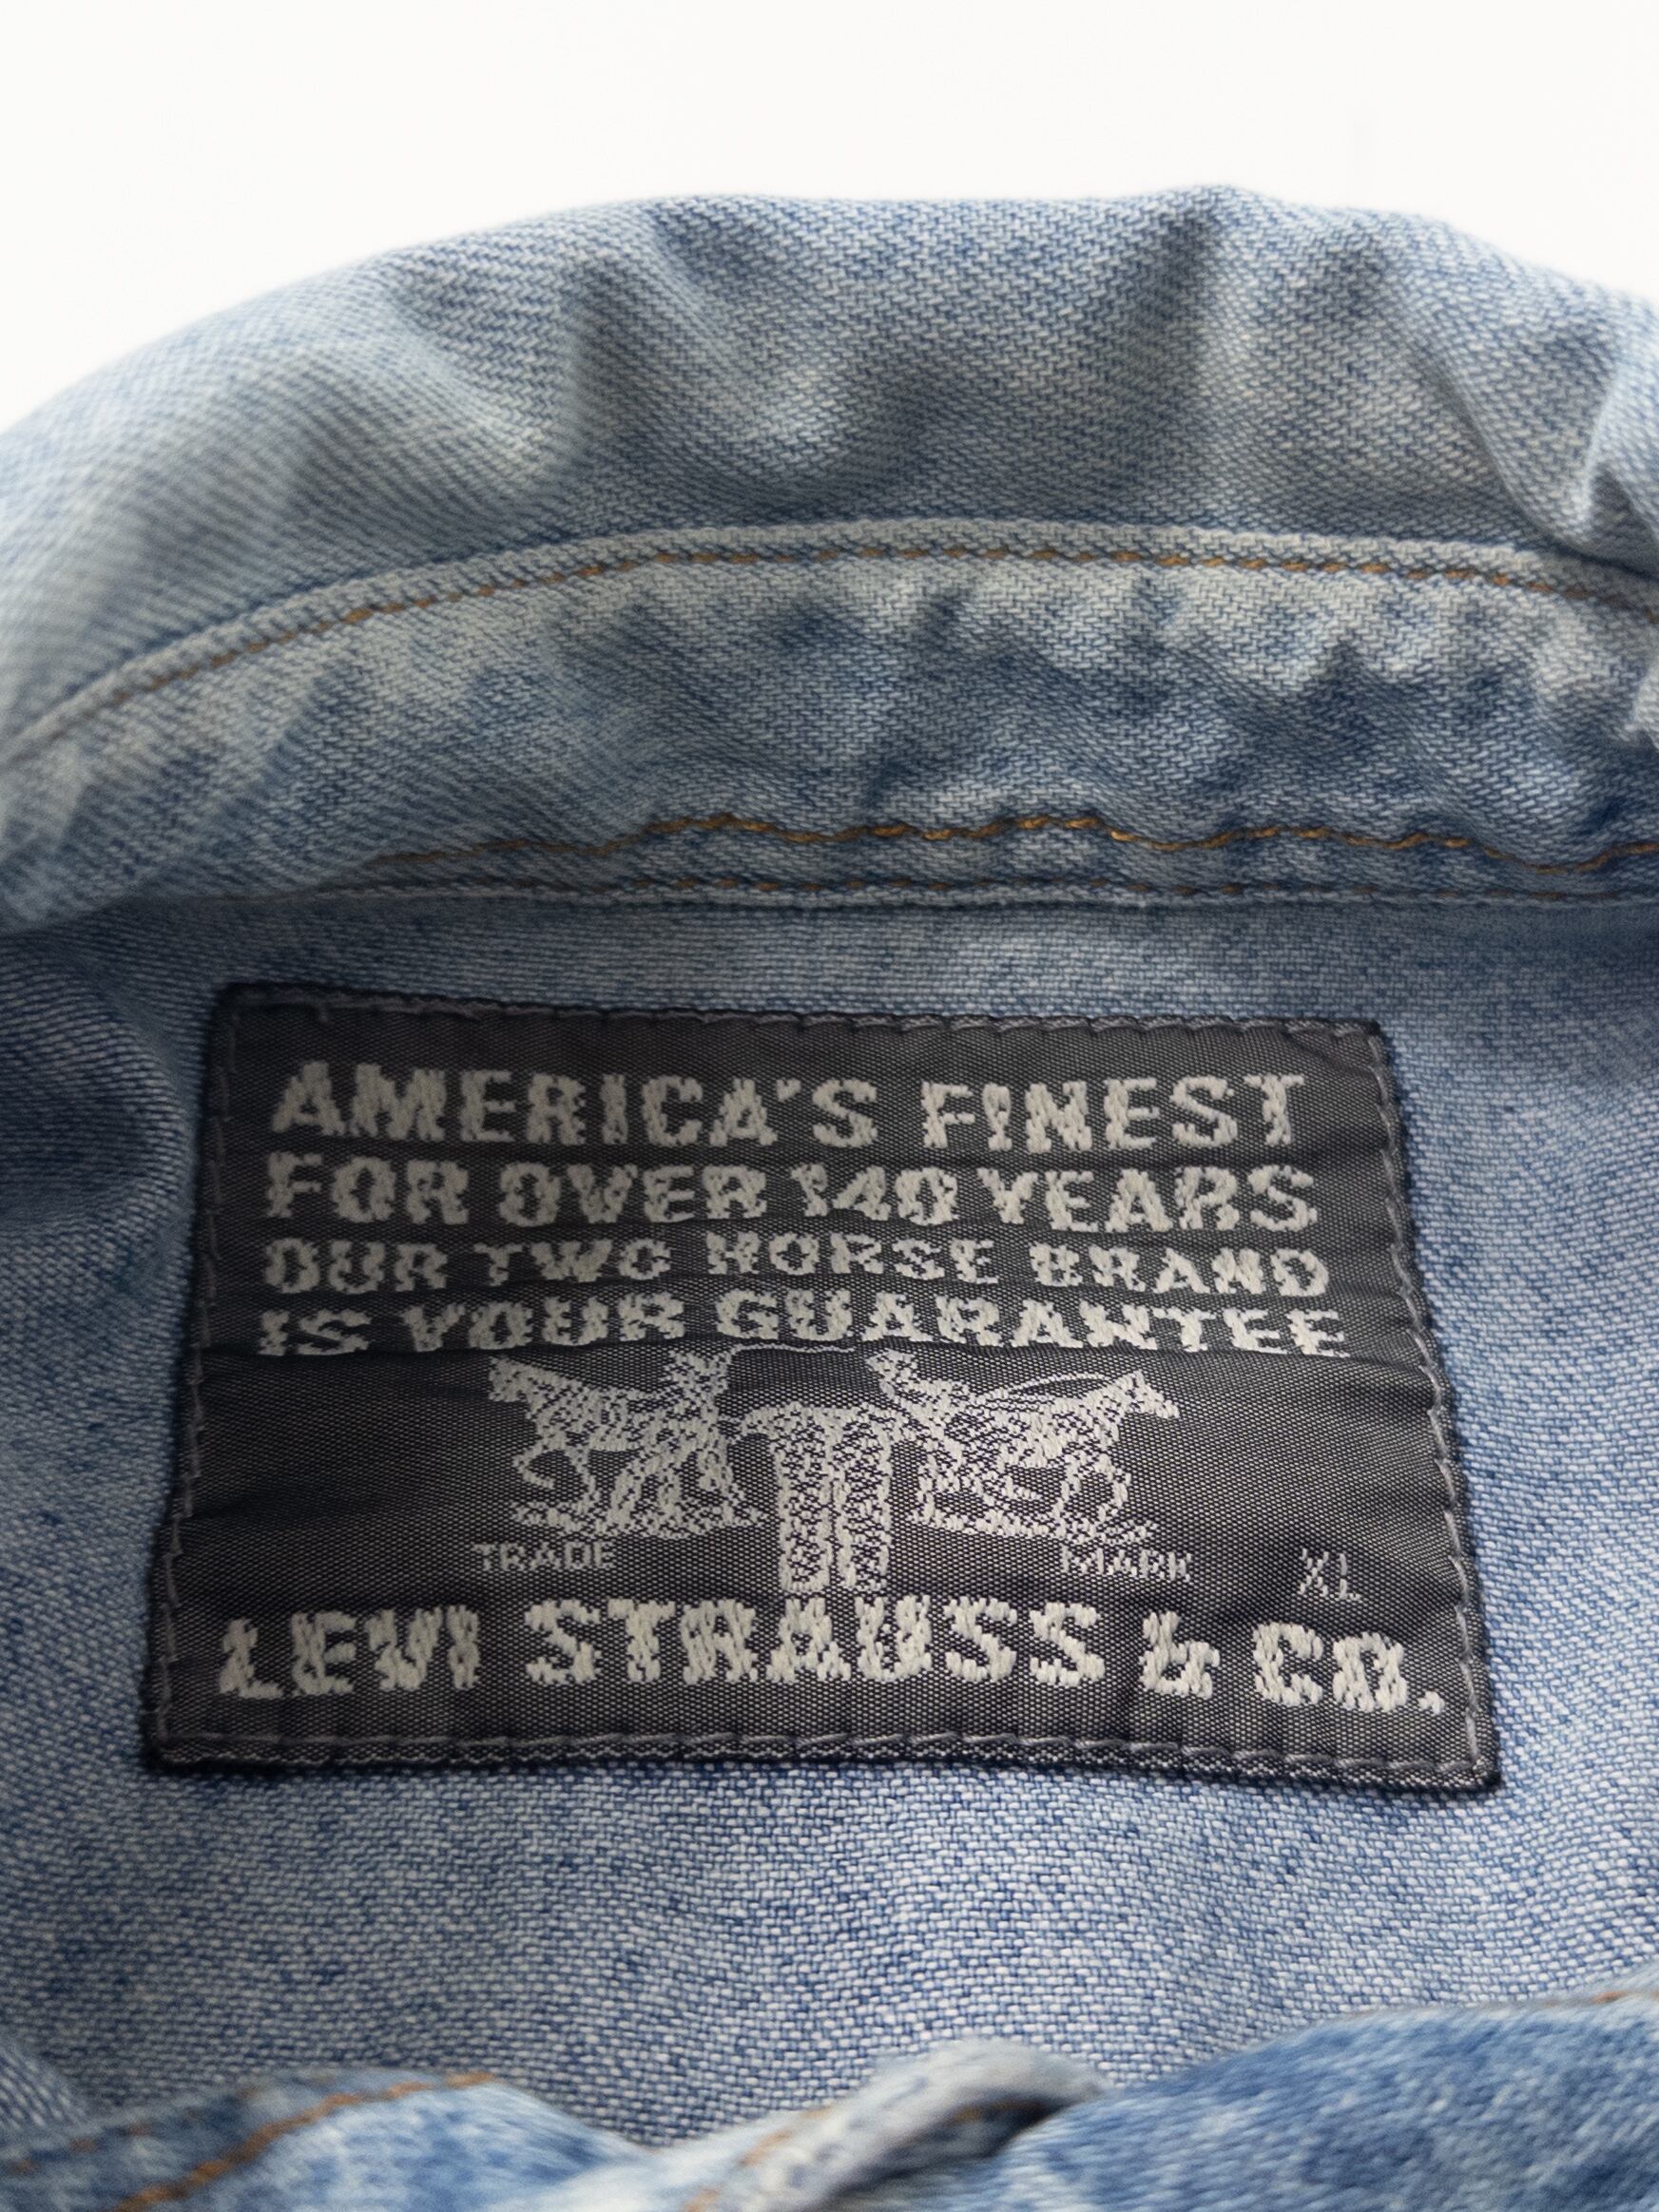 AMERICA'S FINEST
FOR OVER 140 YEARS
OUR TWO HORSE BRAND
IS YOUR GUARANTEE
TRADE MARK XL
LEVI STRAUSS & CO.